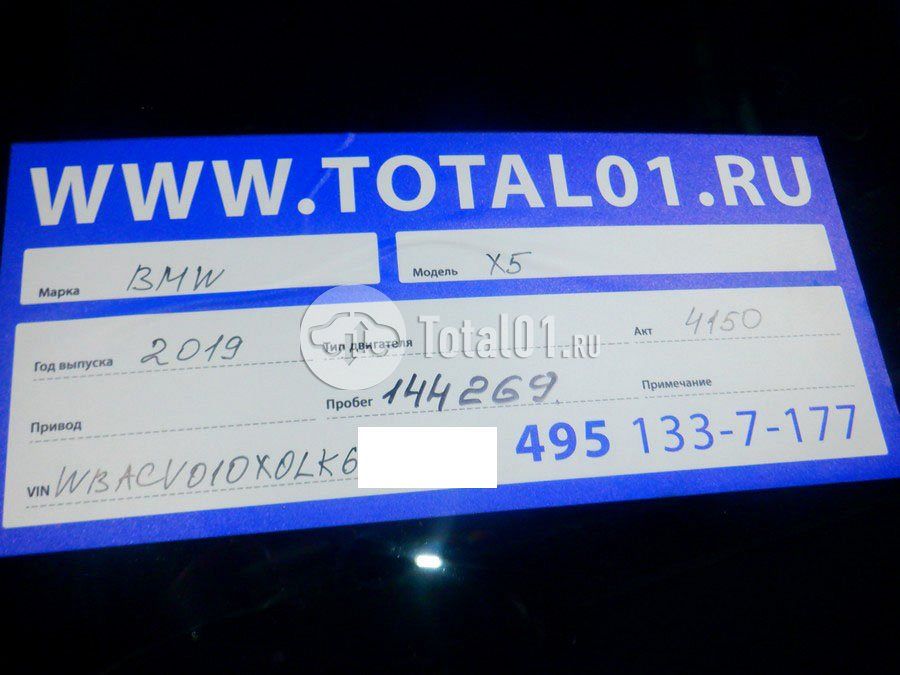 WWW.TOTAL01.RU
Марка BMW Модель X5
Год выпуска 2019 Тип двигателя Акт 4150
Total01.RU
Привод Пробег 144269 Примечание
VIN WBACV010X0LK6 495 133-7-177